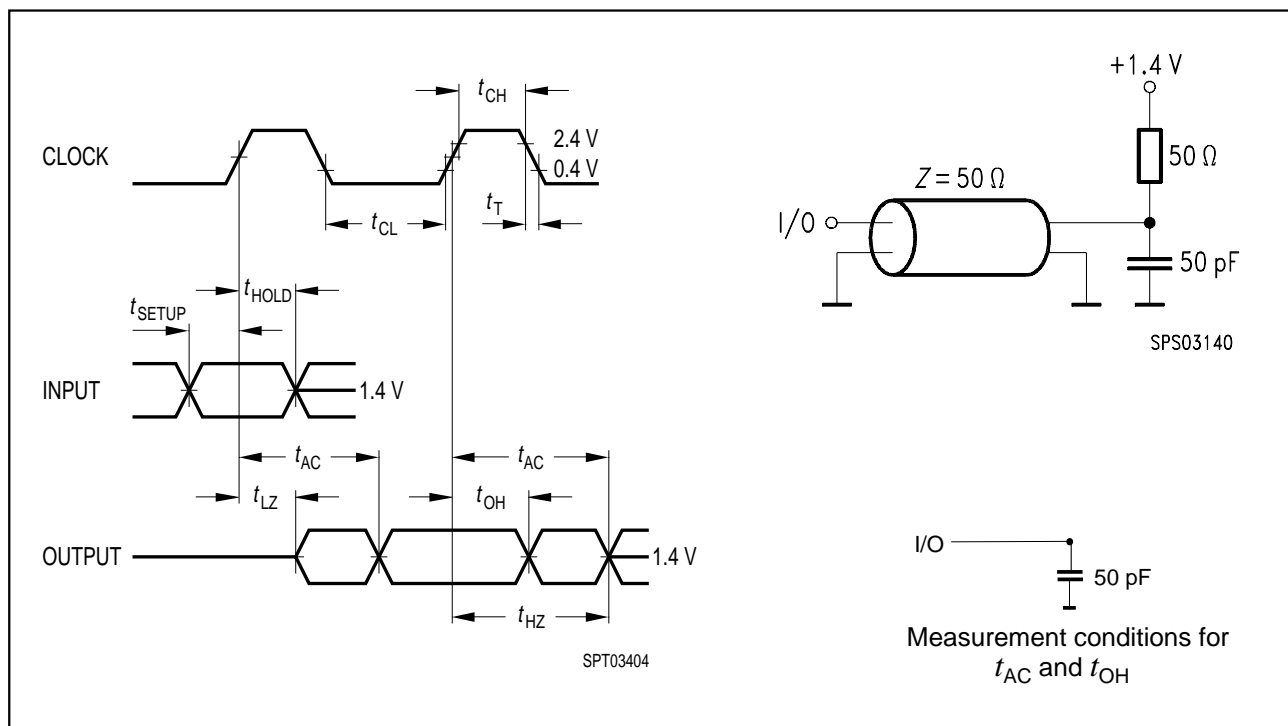 t_CH
2.4 V
CLOCK
0.4 V
t_T
t_CL
t_HOLD
t_SETUP
INPUT
1.4 V
t_AC
t_AC
t_LZ
t_OH
OUTPUT
1.4 V
t_HZ
SPT03404
+1.4 V
50 Ω
Z = 50 Ω
I/O
50 pF
SPS03140
I/O
50 pF
Measurement conditions for
t_AC and t_OH